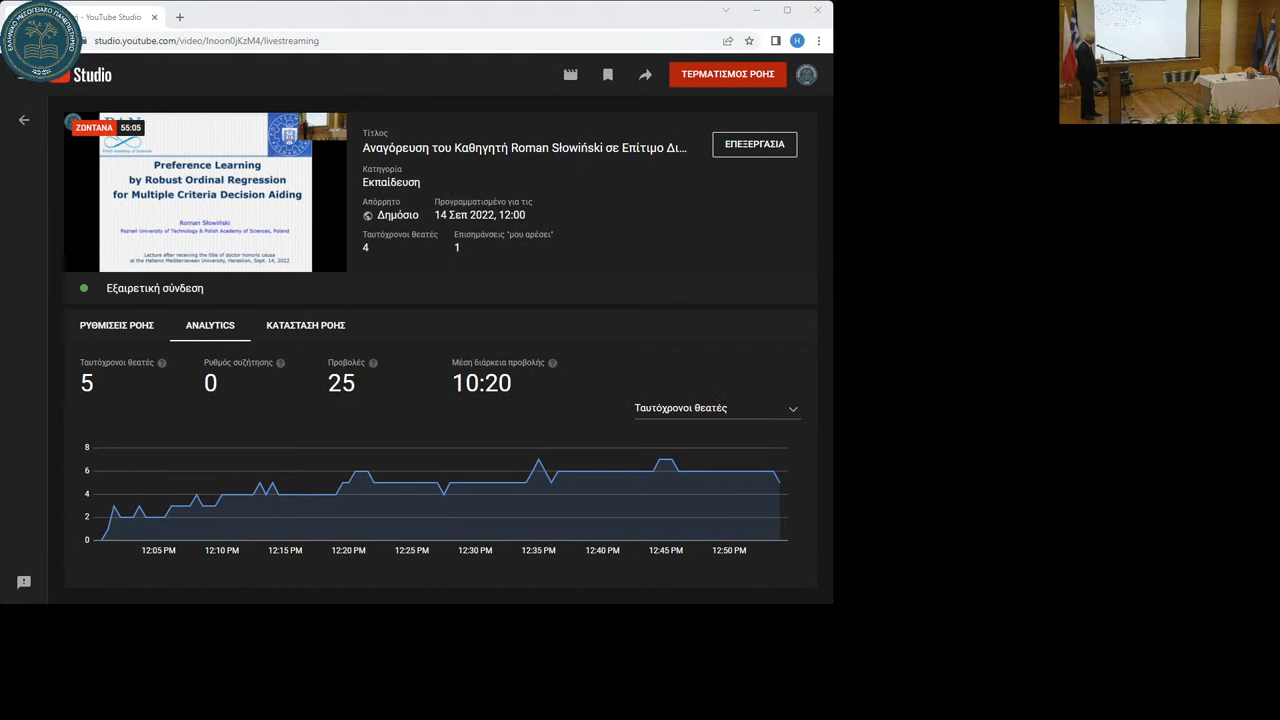 YouTube Studio
studio.youtube.com/video/lnoon0jKzM4/livestreaming
H
Studio
ΤΕΡΜΑΤΙΣΜΟΣ ΡΟΗΣ
ΖΩΝΤΑΝΑ 55:05
Preference Learning
by Robust Ordinal Regression
for Multiple Criteria Decision Aiding
Roman Słowiński
Poznań University of Technology & Polish Academy of Sciences, Poland
Lecture after receiving the title of doctor honoris causa
at the Hellenic Mediterranean University, Heraklion, Sept. 14, 2022
Τίτλος
Αναγόρευση του Καθηγητή Roman Słowiński σε Επίτιμο Δι...
ΕΠΕΞΕΡΓΑΣΙΑ
Κατηγορία
Εκπαίδευση
Απόρρητο Προγραμματισμένο για τις
Δημόσιο 14 Σεπ 2022, 12:00
Ταυτόχρονοι θεατές Επισημάνσεις "μου αρέσει"
4 1
Εξαιρετική σύνδεση
ΡΥΘΜΙΣΕΙΣ ΡΟΗΣ ANALYTICS ΚΑΤΑΣΤΑΣΗ ΡΟΗΣ
Ταυτόχρονοι θεατές Ρυθμός συζήτησης Προβολές Μέση διάρκεια προβολής
5 0 25 10:20
Ταυτόχρονοι θεατές
8
6
4
2
0
12:05 PM 12:10 PM 12:15 PM 12:20 PM 12:25 PM 12:30 PM 12:35 PM 12:40 PM 12:45 PM 12:50 PM